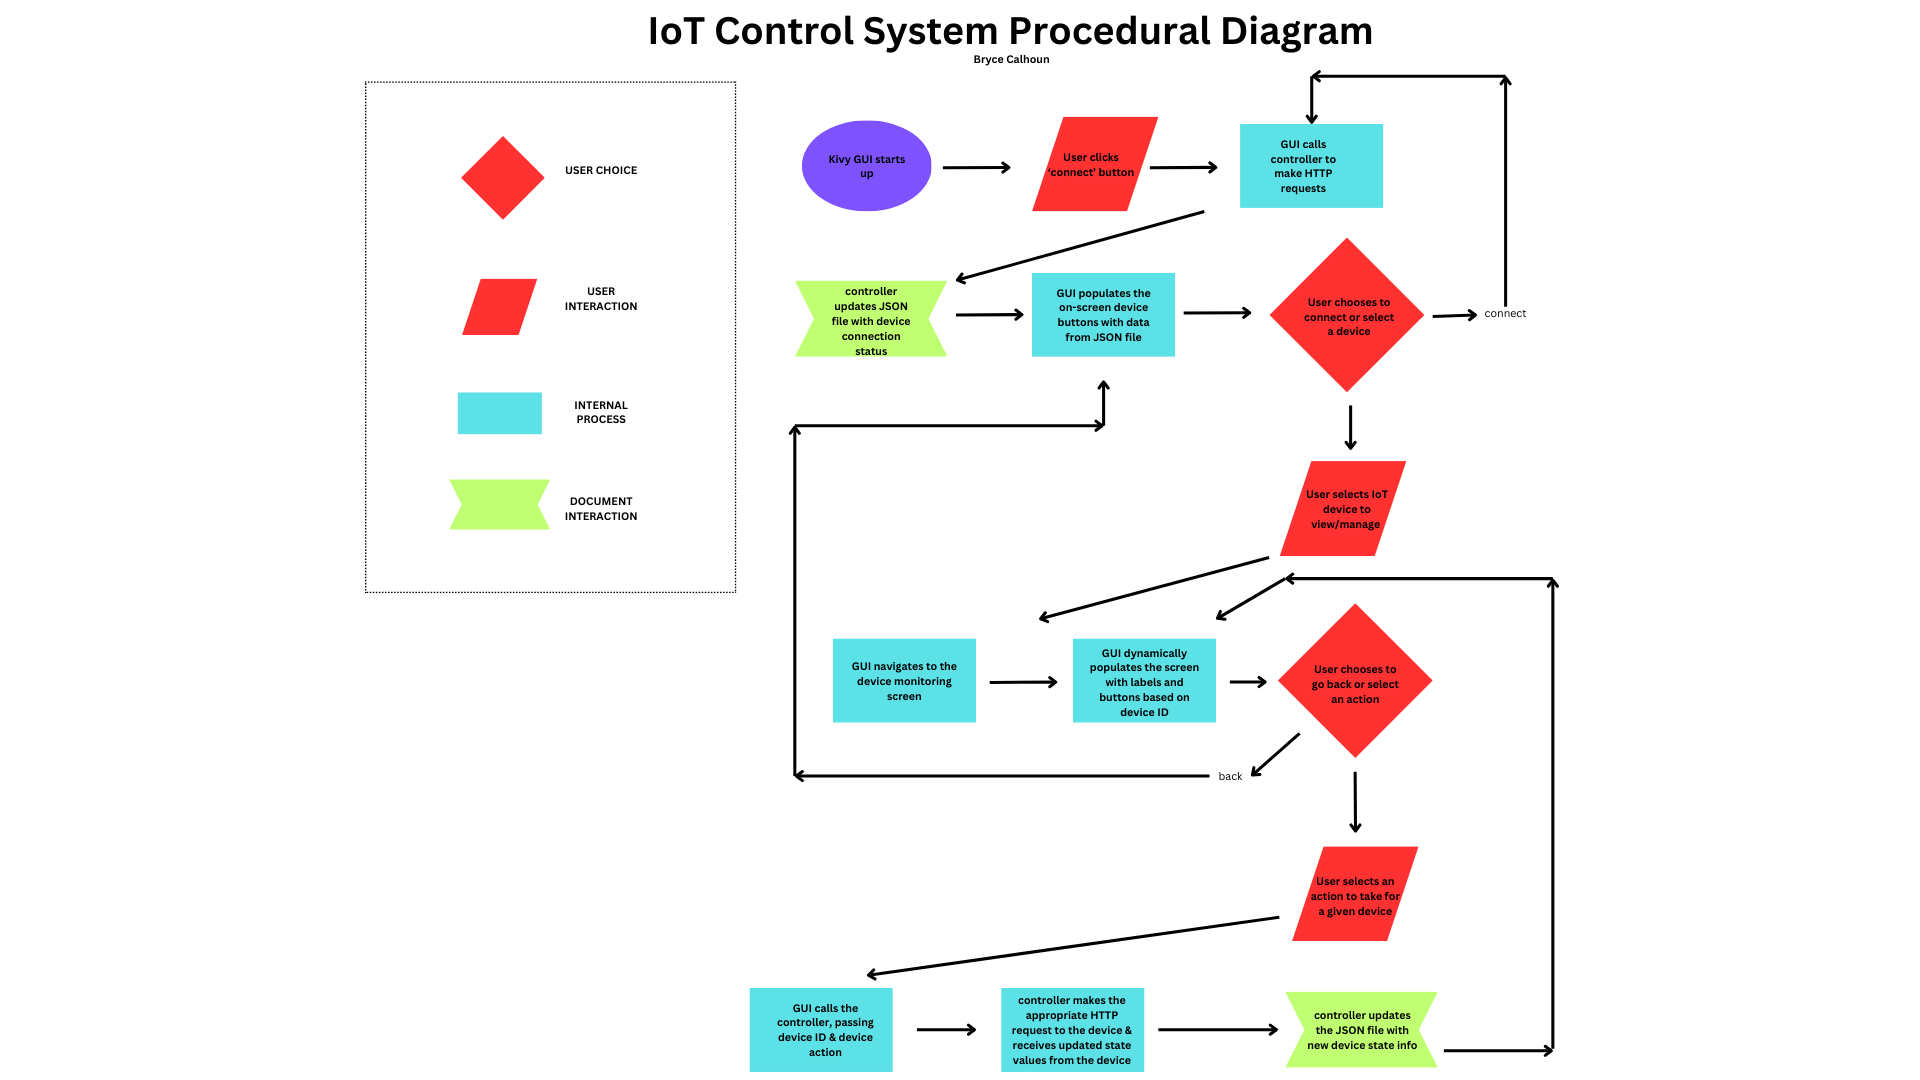 IoT Control System Procedural Diagram
Bryce Calhoun
USER CHOICE
USER
INTERACTION
INTERNAL
PROCESS
DOCUMENT
INTERACTION
Kivy GUI starts
up
User clicks
‘connect’ button
GUI calls
controller to
make HTTP
requests
controller
updates JSON
file with device
connection
status
GUI populates the
on-screen device
buttons with data
from JSON file
User chooses to
connect or select
a device
connect
User selects IoT
device to
view/manage
GUI navigates to the
device monitoring
screen
GUI dynamically
populates the screen
with labels and
buttons based on
device ID
User chooses to
go back or select
an action
back
User selects an
action to take for
a given device
GUI calls the
controller, passing
device ID & device
action
controller makes the
appropriate HTTP
request to the device &
receives updated state
values from the device
controller updates
the JSON file with
new device state info